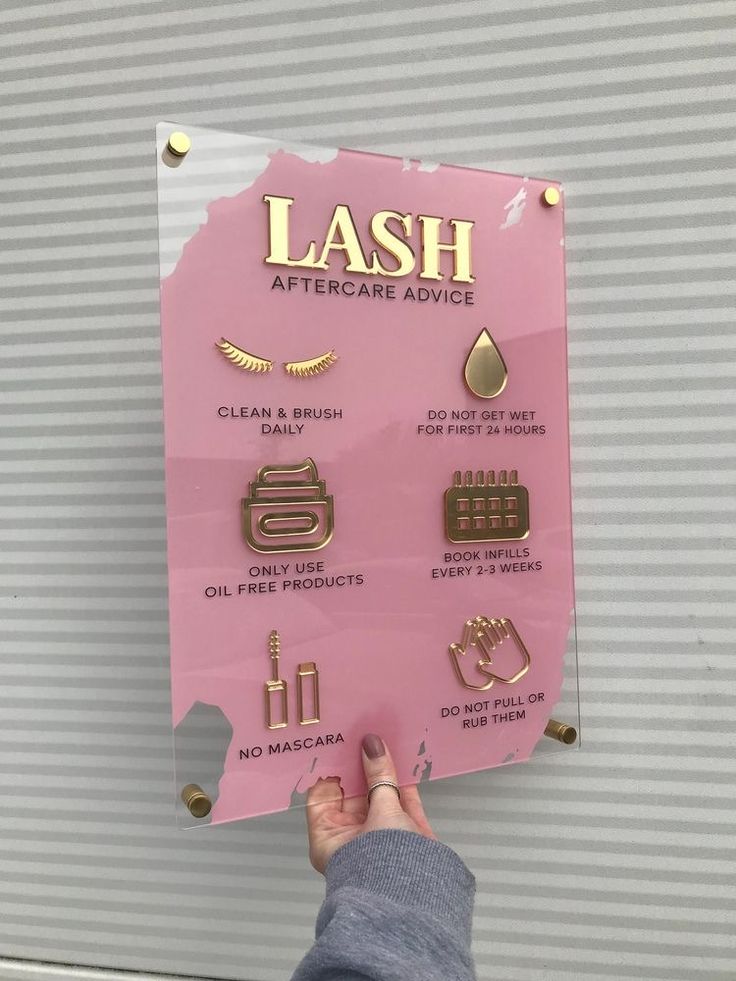 LASH
AFTERCARE ADVICE
CLEAN & BRUSH
DAILY
DO NOT GET WET
FOR FIRST 24 HOURS
ONLY USE
OIL FREE PRODUCTS
BOOK INFILLS
EVERY 2-3 WEEKS
NO MASCARA
DO NOT PULL OR
RUB THEM